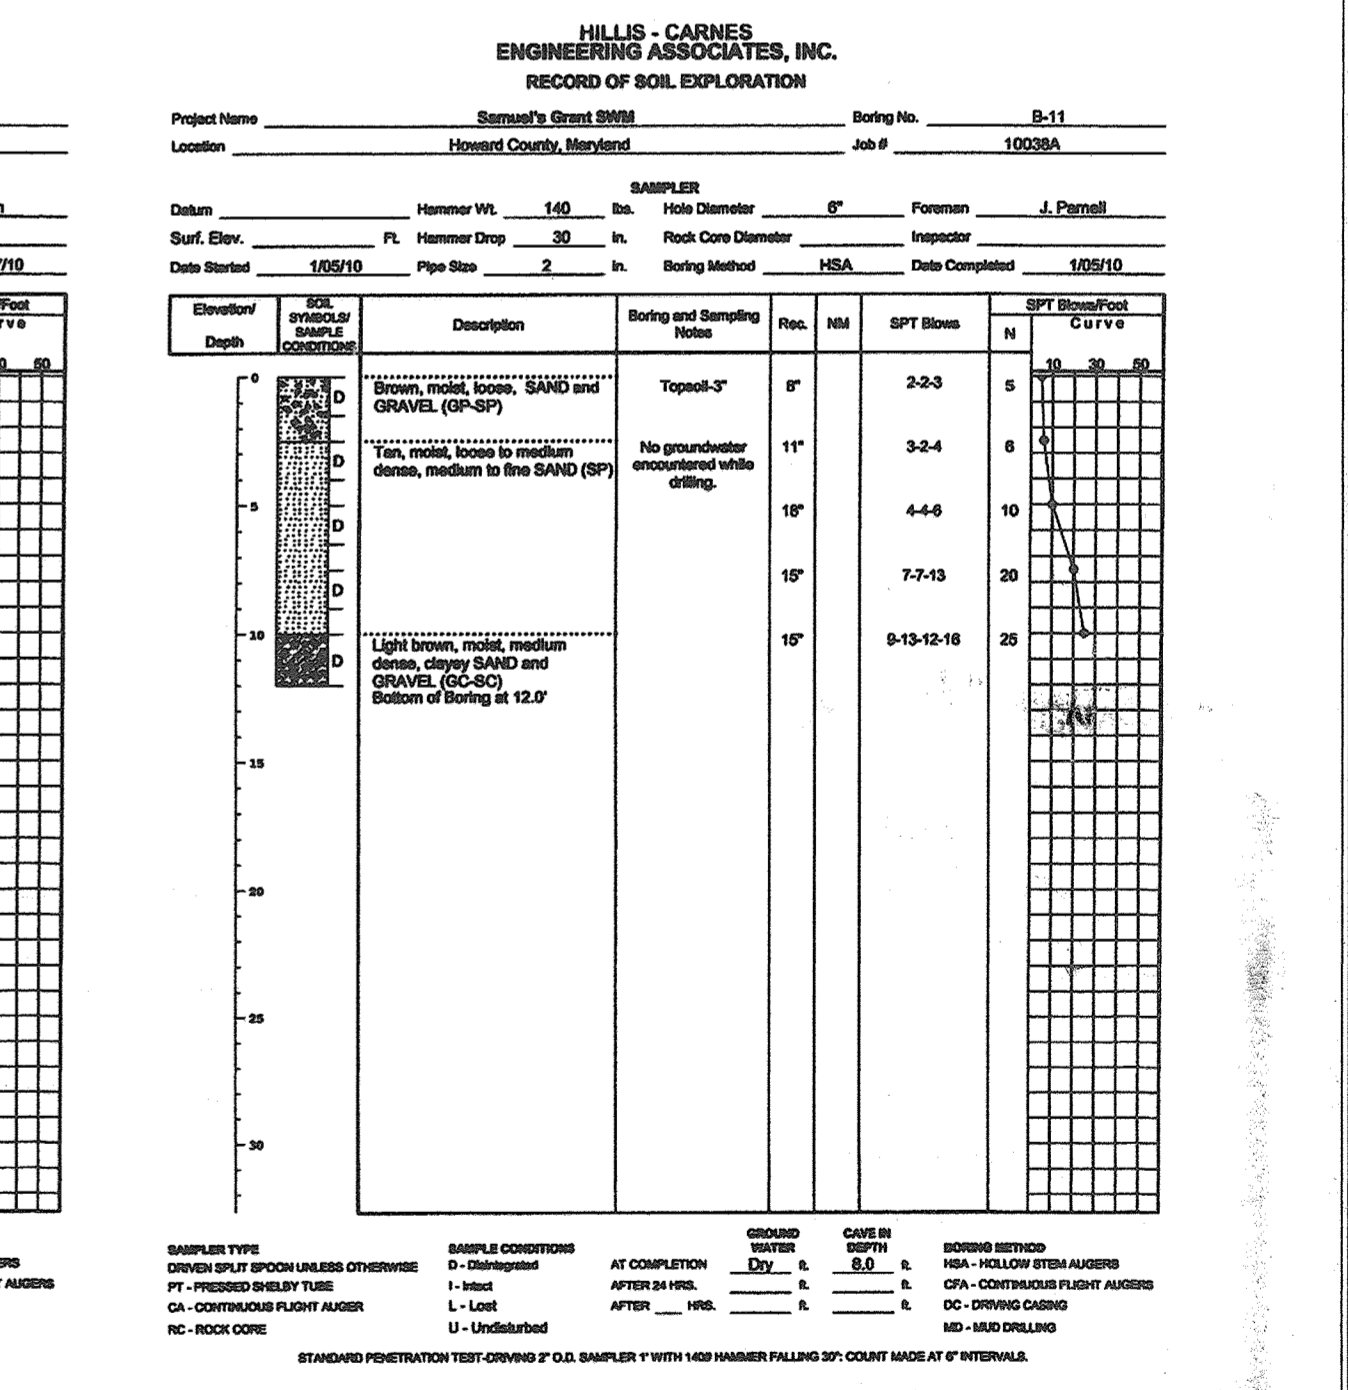 HILLIS - CARNES
ENGINEERING ASSOCIATES, INC.
RECORD OF SOIL EXPLORATION
Project Name Samuel's Grant SWM Boring No. B-11
Location Howard County, Maryland Job # 10038A
SAMPLER
Datum Hammer Wt. 140 lbs. Hole Diameter 6" Foreman J. Parnell
Surf. Elev. Ft. Hammer Drop 30 in. Rock Core Diameter Inspector
/10 Date Started 1/05/10 Pipe Size 2 in. Boring Method HSA Date Completed 1/05/10
/Foot
rve
50
Elevation/
Depth
SOIL
SYMBOLS/
SAMPLE
CONDITIONS
Description
Boring and Sampling
Notes
Rec. NM SPT Blows
SPT Blows/Foot
N
Curve
10 30 50
0 D Brown, moist, loose, SAND and Topsoil-3" 8" 2-2-3 5
GRAVEL (GP-SP)
D Tan, moist, loose to medium No groundwater 11" 3-2-4 6
dense, medium to fine SAND (SP) encountered while
drilling.
5 D 18" 4-4-6 10
D 15" 7-7-13 20
10 D Light brown, moist, medium 15" 9-13-12-16 25
dense, clayey SAND and
GRAVEL (GC-SC)
Bottom of Boring at 12.0'
15
20
25
30
SAMPLER TYPE
DRIVEN SPLIT SPOON UNLESS OTHERWISE
PT - PRESSED SHELBY TUBE
CA - CONTINUOUS FLIGHT AUGER
RC - ROCK CORE
SAMPLE CONDITIONS
D - Disintegrated
I - Intact
L - Lost
U - Undisturbed
GROUND
WATER
CAVE IN
DEPTH
AT COMPLETION Dry ft. 8.0 ft.
AFTER 24 HRS. ft. ft.
AFTER HRS. ft. ft.
BORING METHOD
HSA - HOLLOW STEM AUGERS
CFA - CONTINUOUS FLIGHT AUGERS
DC - DRIVING CASING
MD - MUD DRILLING
ERS
AUGERS
STANDARD PENETRATION TEST-DRIVING 2" O.D. SAMPLER 1' WITH 140# HAMMER FALLING 30": COUNT MADE AT 6" INTERVALS.